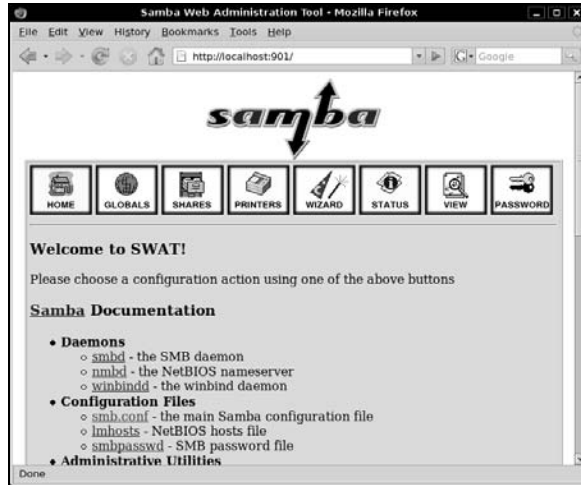 Samba Web Administration Tool - Mozilla Firefox
File Edit View History Bookmarks Tools Help
http://localhost:901/
Google
samba
HOME GLOBALS SHARES PRINTERS WIZARD STATUS VIEW PASSWORD
Welcome to SWAT!
Please choose a configuration action using one of the above buttons
Samba Documentation
• Daemons
◦ smbd - the SMB daemon
◦ nmbd - the NetBIOS nameserver
◦ winbindd - the winbind daemon
• Configuration Files
◦ smb.conf - the main Samba configuration file
◦ lmhosts - NetBIOS hosts file
◦ smbpasswd - SMB password file
• Administrative Utilities
Done